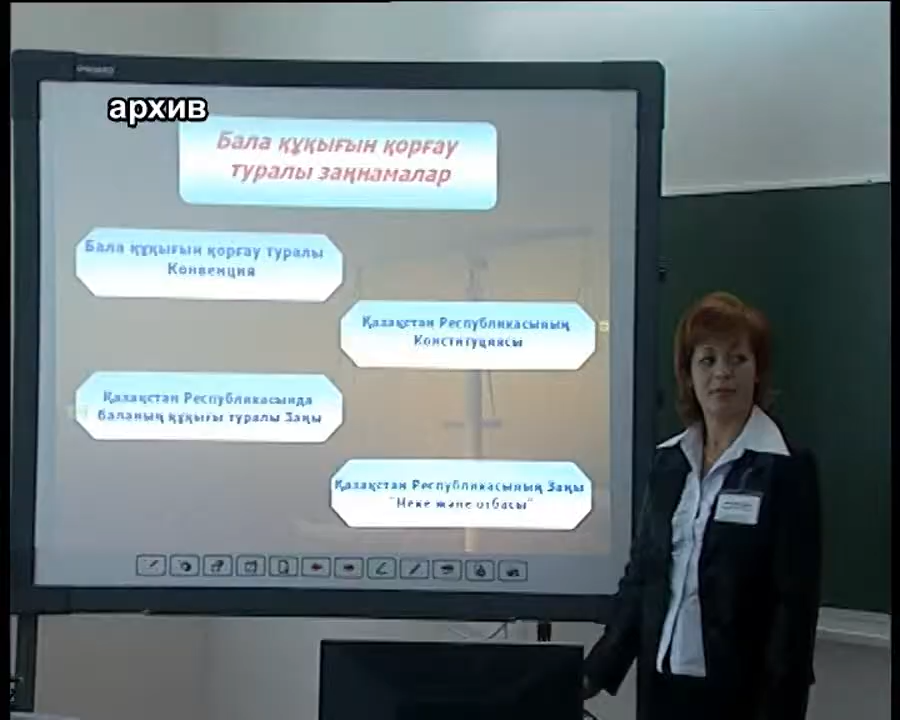 архив
Бала құқығын қорғау
туралы заңнамалар
Бала құқығын қорғау туралы
Конвенция
Қазақстан Республикасының
Конституциясы
Қазақстан Республикасында
баланың құқығы туралы Заңы
Қазақстан Республикасының Заңы
"Неке және отбасы"